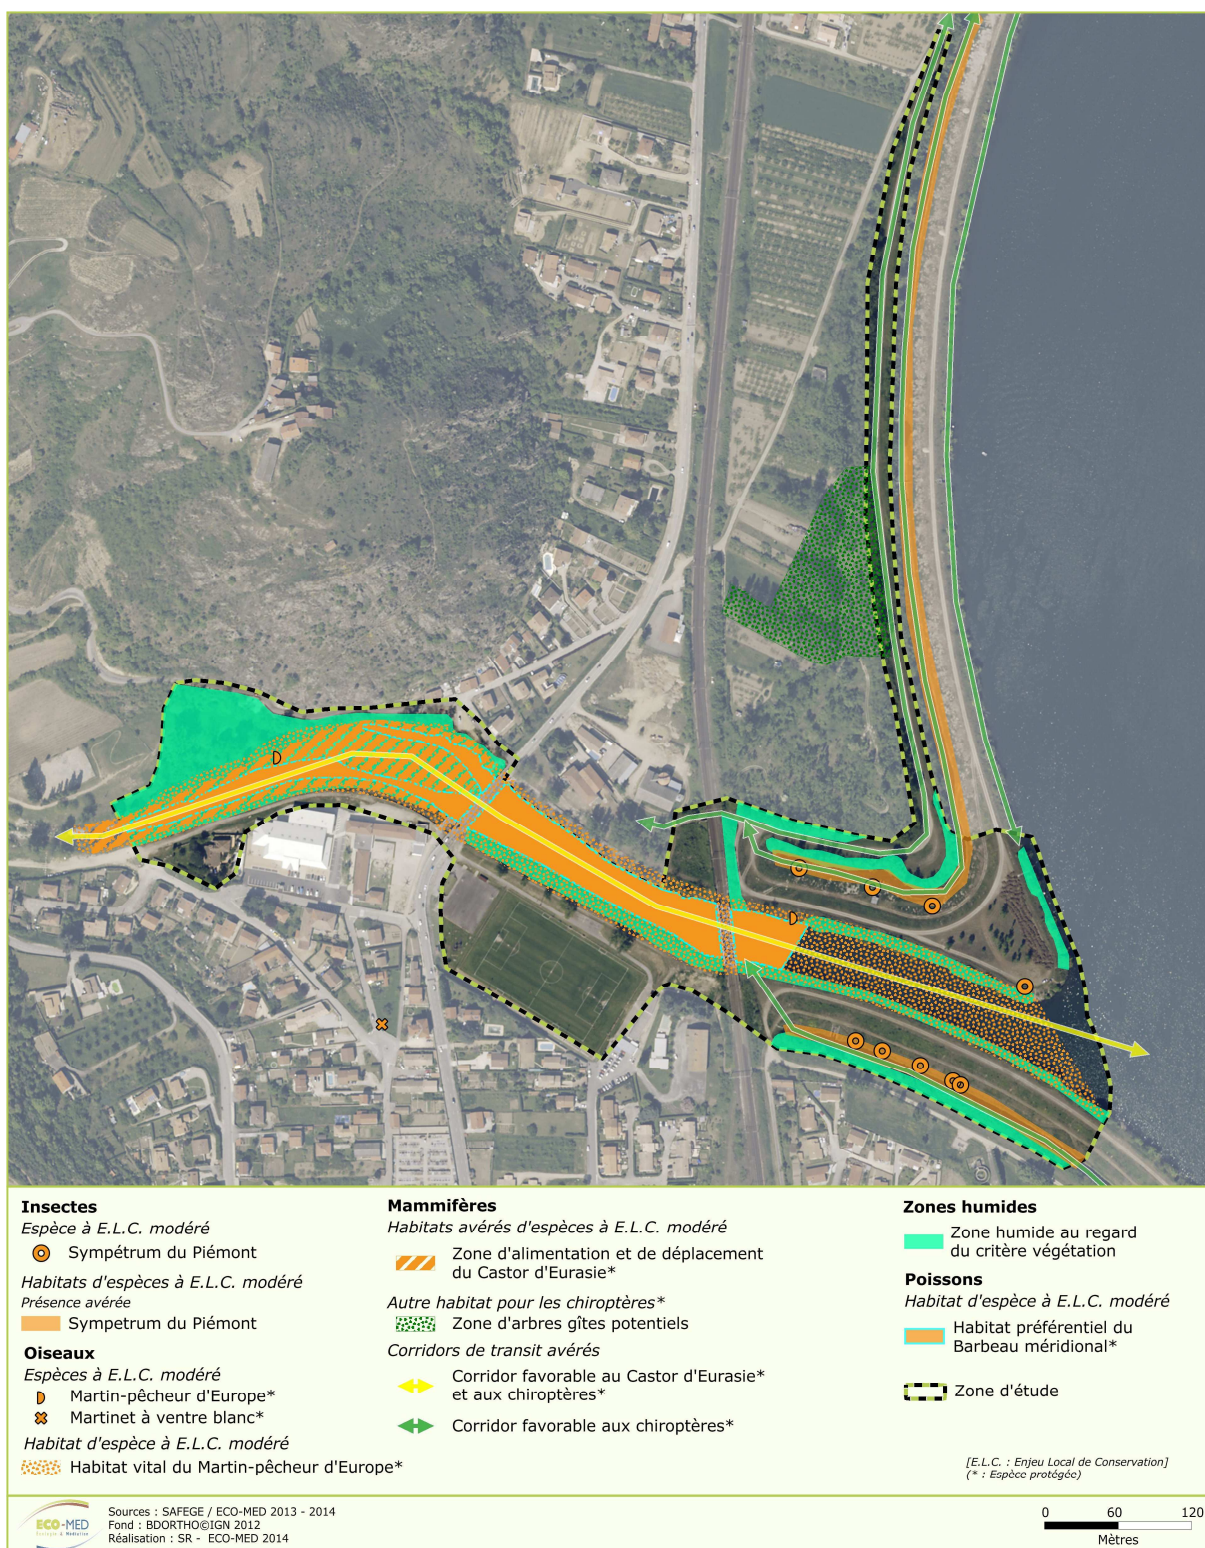 Insectes
Espèce à E.L.C. modéré
Sympétrum du Piémont
Habitats d'espèces à E.L.C. modéré
Présence avérée
Sympetrum du Piémont
Oiseaux
Espèces à E.L.C. modéré
Martin-pêcheur d'Europe*
Martinet à ventre blanc*
Habitat d'espèce à E.L.C. modéré
Habitat vital du Martin-pêcheur d'Europe*
Mammifères
Habitats avérés d'espèces à E.L.C. modéré
Zone d'alimentation et de déplacement
du Castor d'Eurasie*
Autre habitat pour les chiroptères*
Zone d'arbres gîtes potentiels
Corridors de transit avérés
Corridor favorable au Castor d'Eurasie*
et aux chiroptères*
Corridor favorable aux chiroptères*
Zones humides
Zone humide au regard
du critère végétation
Poissons
Habitat d'espèce à E.L.C. modéré
Habitat préférentiel du
Barbeau méridional*
Zone d'étude
[E.L.C. : Enjeu Local de Conservation]
(* : Espèce protégée)
ECO-MED
Ecologie & Médiation
Sources : SAFEGE / ECO-MED 2013 - 2014
Fond : BDORTHO©IGN 2012
Réalisation : SR - ECO-MED 2014
0 60 120
Mètres